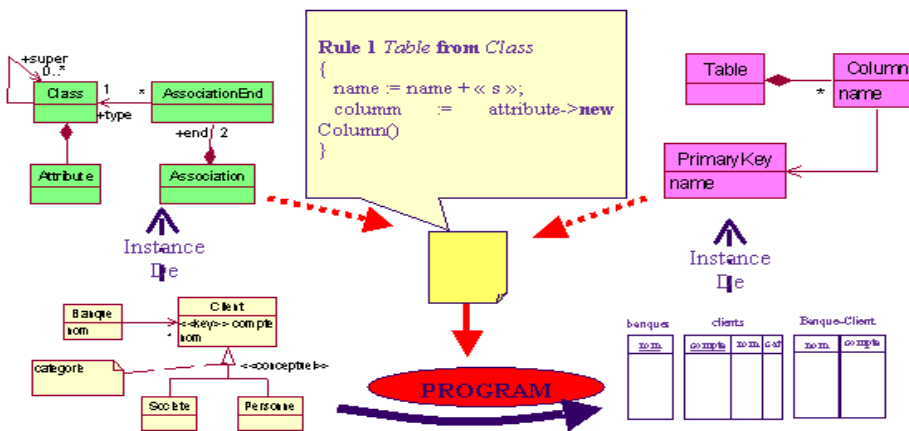 +super
0..*
Class
1
*
AssociationEnd
+type
+end
2
Attribute
Association
Rule 1 Table from Class
{
name := name + « s »;
columm := attribute->new
Column()
}
Table
Column
*
name
PrimaryKey
name
Instance
De
Instance
De
Banque
nom
*
Client
<<key>> compte
nom
categorie
<<conceptuel>>
Societe
Personne
PROGRAM
banques
nom
clients
compte nom cat
Banque-Client
nom compte